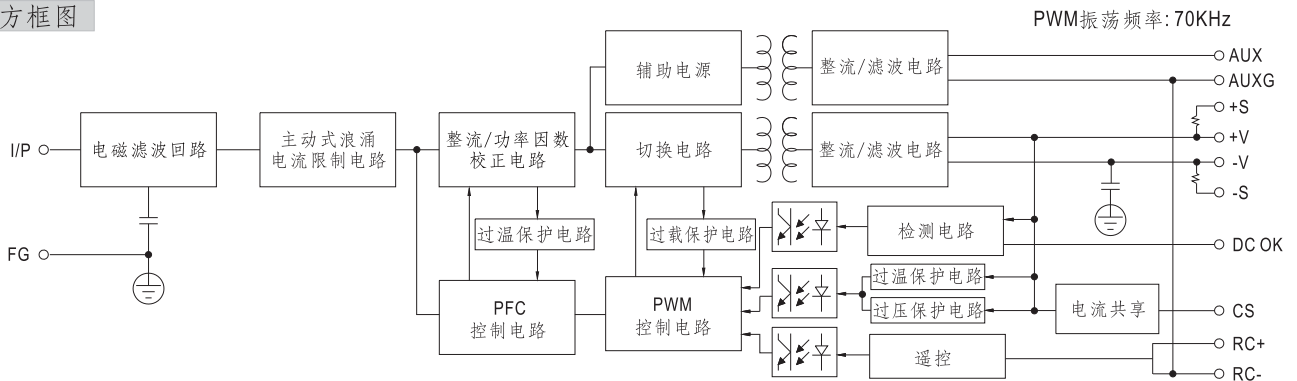 方框图
PWM振荡频率: 70KHz
辅助电源
整流/滤波电路
AUX
AUXG
+S
I/P
电磁滤波回路
主动式浪涌
电流限制电路
整流/功率因数
校正电路
切换电路
整流/滤波电路
+V
-V
-S
过温保护电路
过载保护电路
检测电路
DC OK
FG
PFC
控制电路
PWM
控制电路
过温保护电路
过压保护电路
电流共享
CS
遥控
RC+
RC-